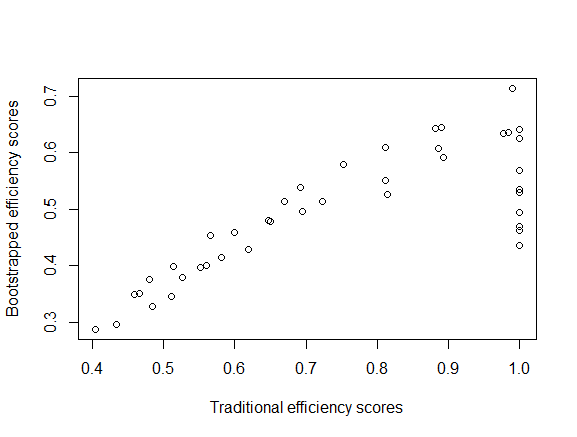 Bootstrapped efficiency scores
0.7
0.6
0.5
0.4
0.3
0.4 0.5 0.6 0.7 0.8 0.9 1.0
Traditional efficiency scores